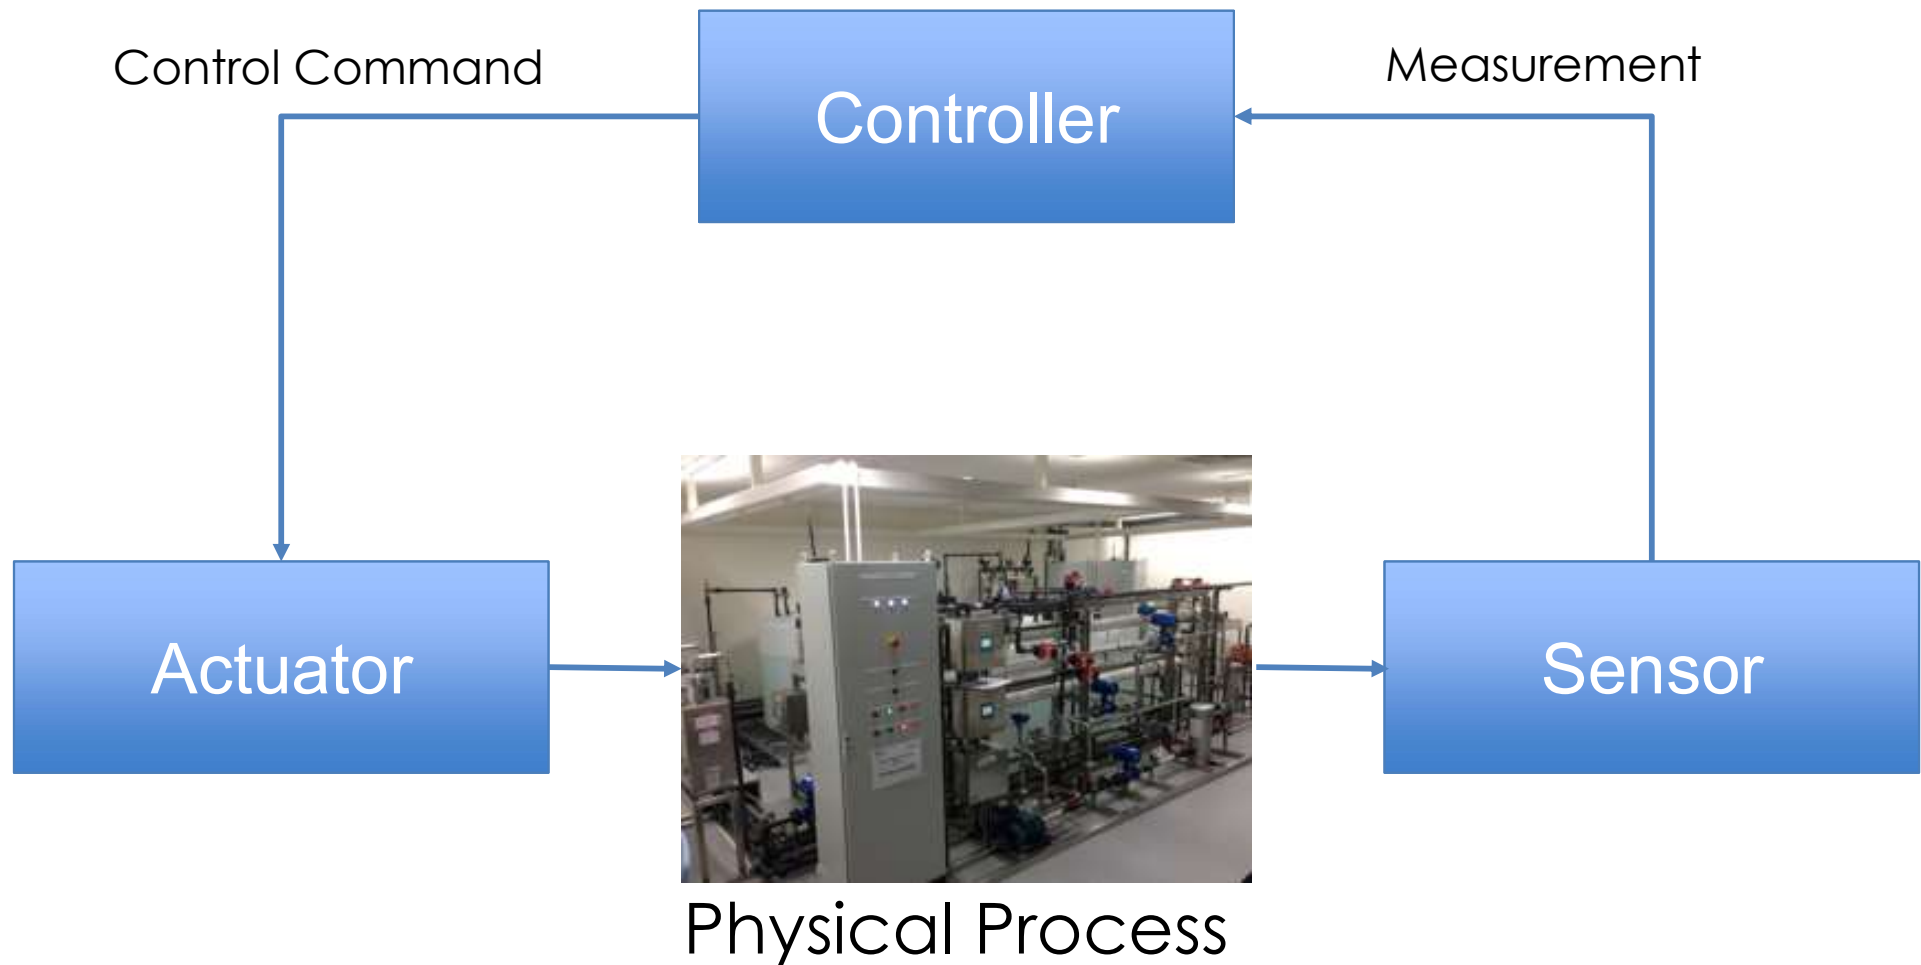 Control Command
Controller
Measurement
Actuator
Sensor
Physical Process